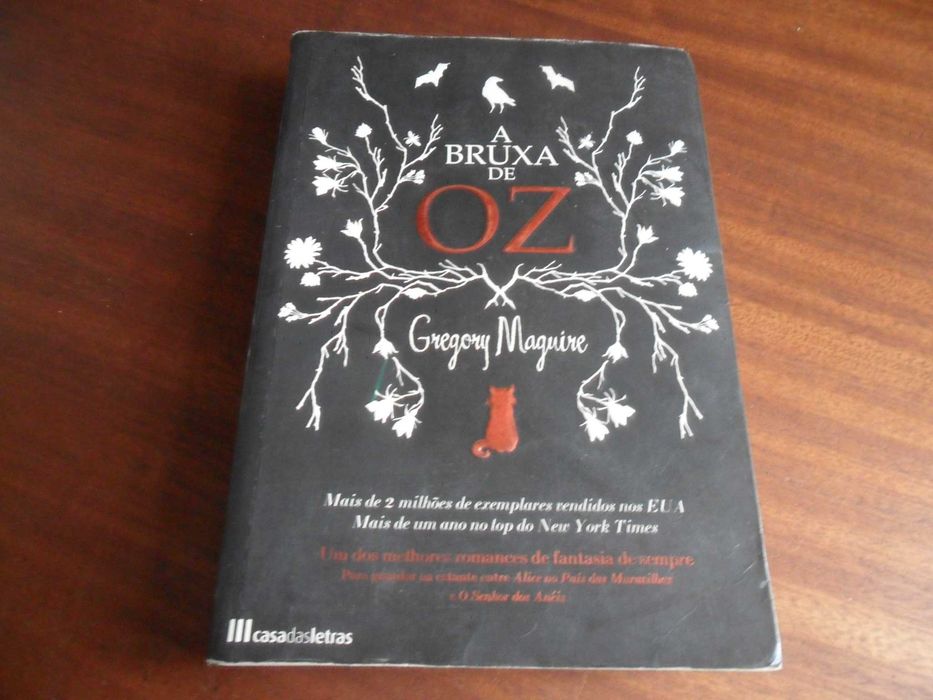 A
BRUXA
DE
OZ
Gregory Maguire
Mais de 2 milhões de exemplares vendidos nos EUA
Mais de um ano no top do New York Times
Um dos melhores romances de fantasia de sempre
Para guardar na estante entre Alice no País das Maravilhas
e O Senhor dos Anéis
casadasletras